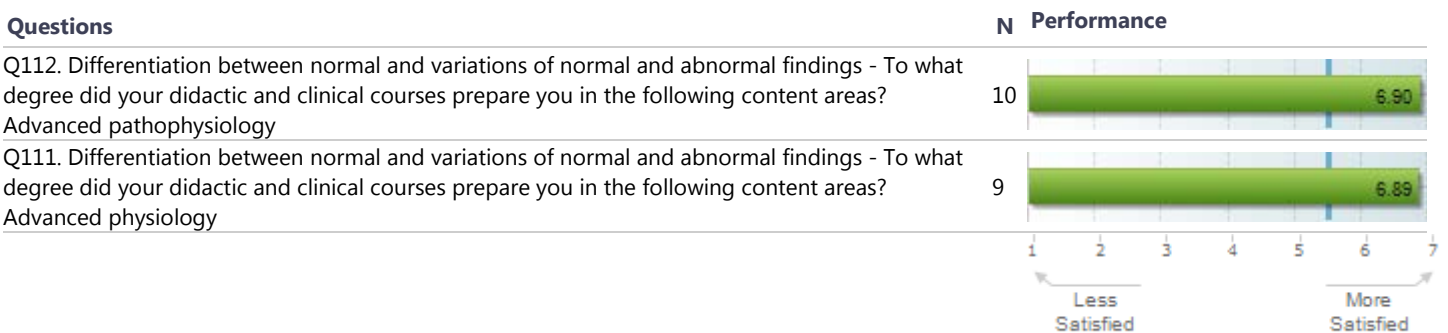 Questions N Performance
Q112. Differentiation between normal and variations of normal and abnormal findings - To what
degree did your didactic and clinical courses prepare you in the following content areas? 10 6.90
Advanced pathophysiology
Q111. Differentiation between normal and variations of normal and abnormal findings - To what
degree did your didactic and clinical courses prepare you in the following content areas? 9 6.89
Advanced physiology
1 2 3 4 5 6 7
Less More
Satisfied Satisfied